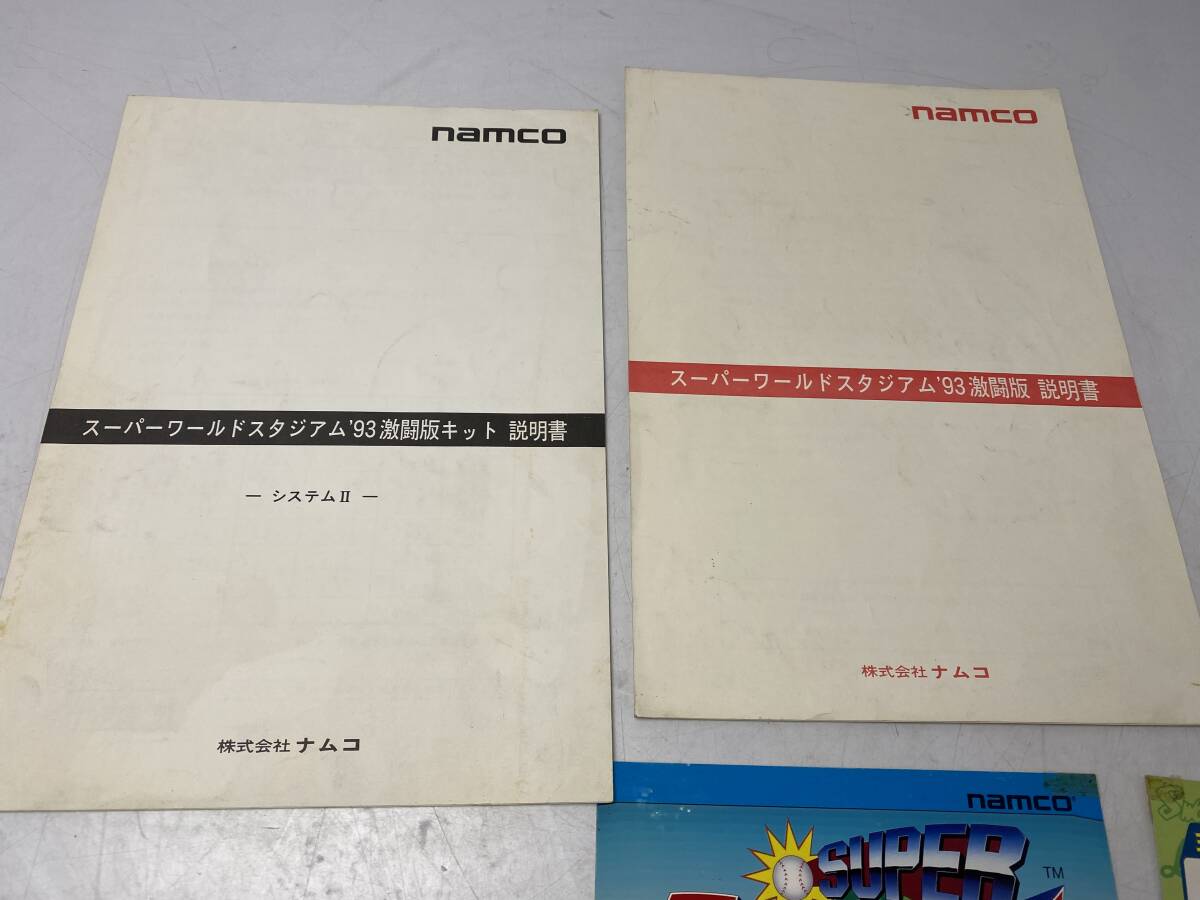 namco
スーパーワールドスタジアム'93激闘版キット 説明書
— システムⅡ —
株式会社 ナムコ
namco
スーパーワールドスタジアム'93激闘版 説明書
株式会社 ナムコ
namco
SUPER
TM